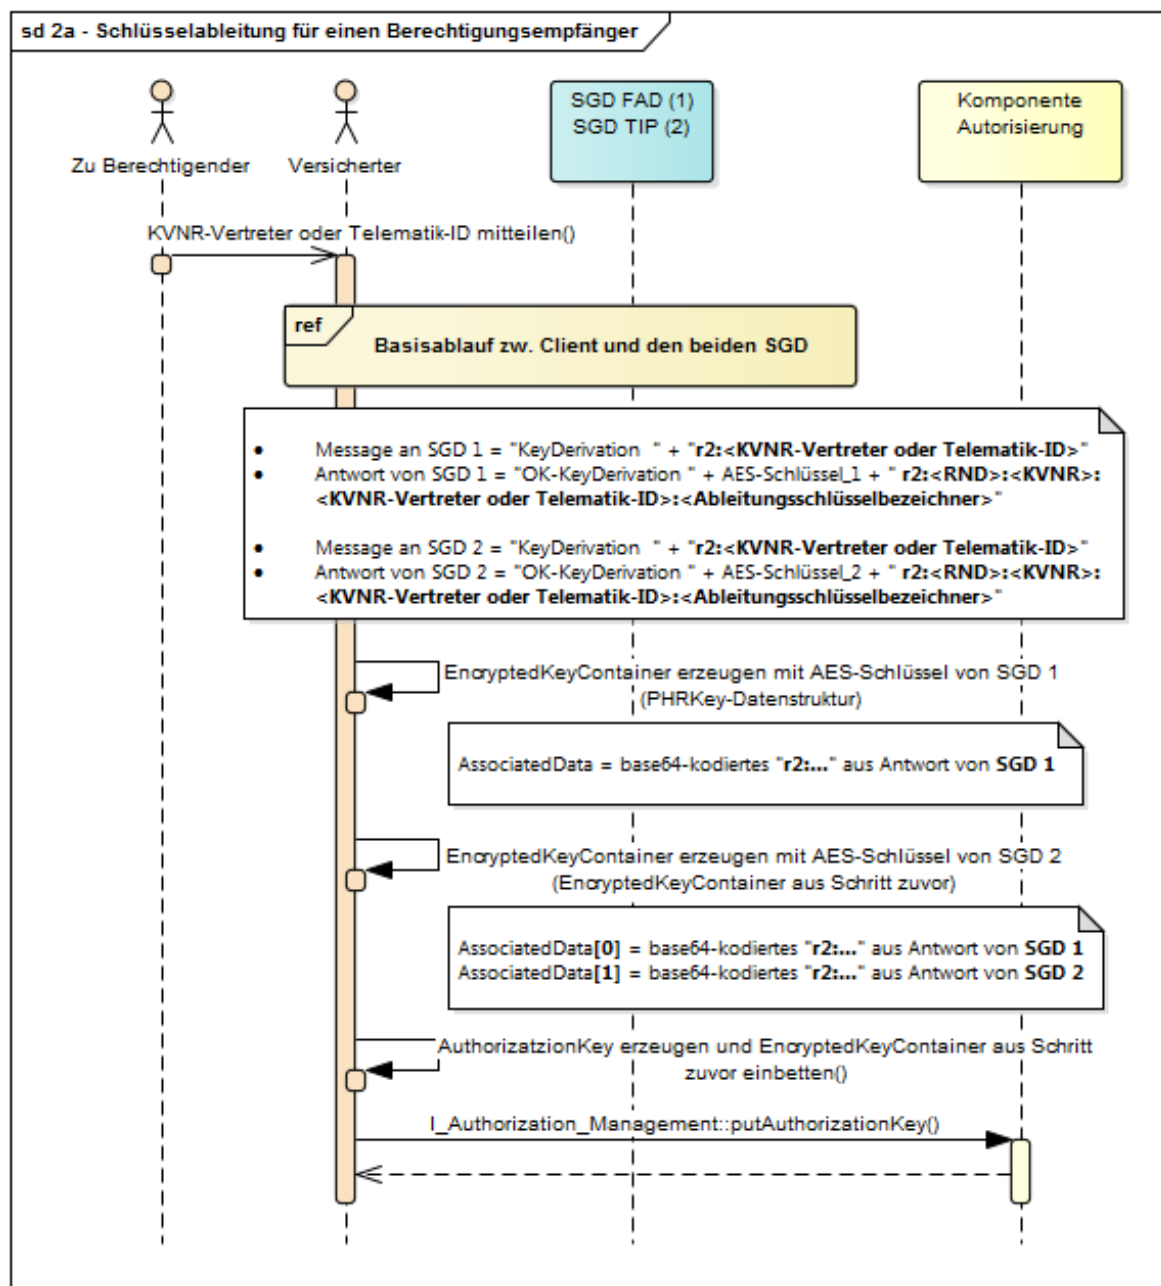 sd 2a - Schlüsselableitung für einen Berechtigungsempfänger
SGD FAD (1)
SGD TIP (2)
Komponente
Autorisierung
Zu Berechtigender
Versicherter
KVNR-Vertreter oder Telematik-ID mitteilen()
ref
Basisablauf zw. Client und den beiden SGD
• Message an SGD 1 = "KeyDerivation " + "r2:<KVNR-Vertreter oder Telematik-ID>"
• Antwort von SGD 1 = "OK-KeyDerivation " + AES-Schlüssel_1 + " r2:<RND>:<KVNR>:
<KVNR-Vertreter oder Telematik-ID>:<Ableitungsschlüsselbezeichner>"
• Message an SGD 2 = "KeyDerivation " + "r2:<KVNR-Vertreter oder Telematik-ID>"
• Antwort von SGD 2 = "OK-KeyDerivation " + AES-Schlüssel_2 + " r2:<RND>:<KVNR>:
<KVNR-Vertreter oder Telematik-ID>:<Ableitungsschlüsselbezeichner>"
EncryptedKeyContainer erzeugen mit AES-Schlüssel von SGD 1
(PHRKey-Datenstruktur)
AssociatedData = base64-kodiertes "r2:..." aus Antwort von SGD 1
EncryptedKeyContainer erzeugen mit AES-Schlüssel von SGD 2
(EncryptedKeyContainer aus Schritt zuvor)
AssociatedData[0] = base64-kodiertes "r2:..." aus Antwort von SGD 1
AssociatedData[1] = base64-kodiertes "r2:..." aus Antwort von SGD 2
AuthorizatzionKey erzeugen und EncryptedKeyContainer aus Schritt
zuvor einbetten()
I_Authorization_Management::putAuthorizationKey()